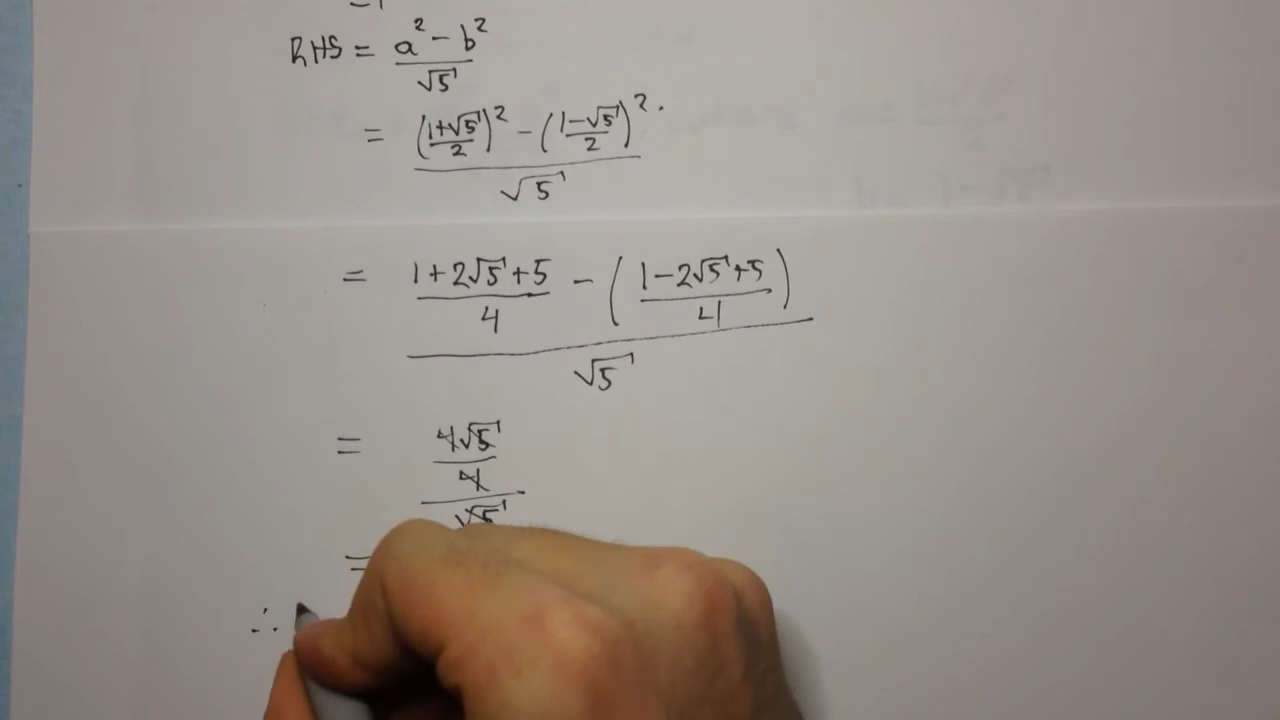 RHS = (a² - b²) / √5
= ((1+√5)/2)² - ((1-√5)/2)² / √5
= (1+2√5+5)/4 - ((1-2√5+5)/4) / √5
= (4√5/4) / √5
=
∴